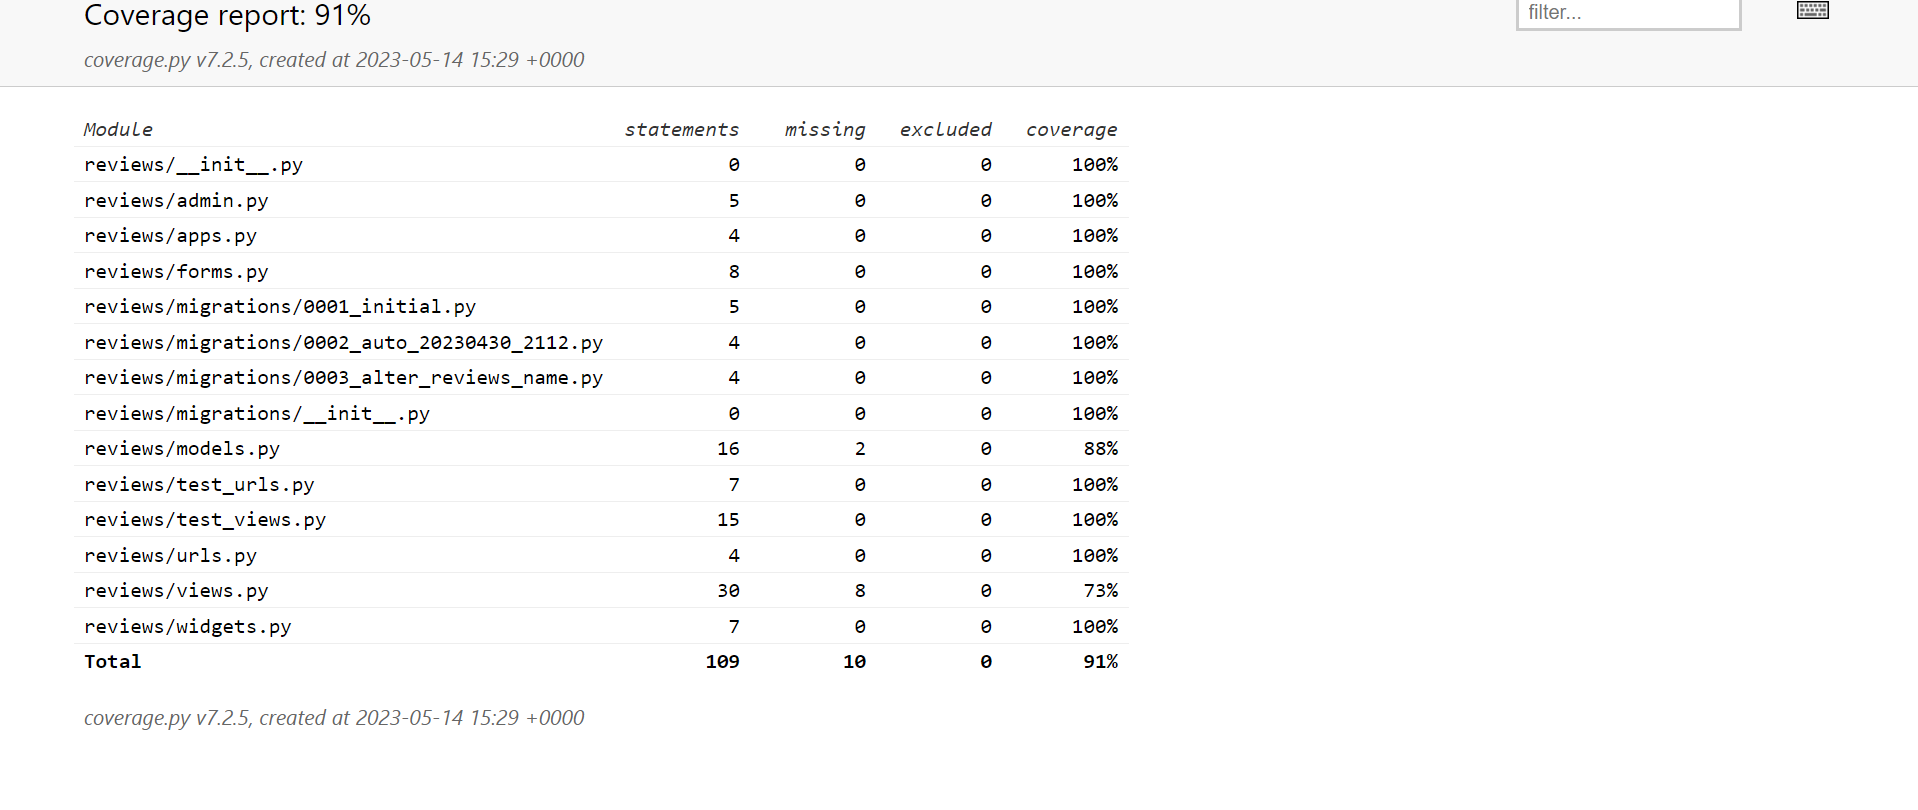 Coverage report: 91%
filter...
coverage.py v7.2.5, created at 2023-05-14 15:29 +0000
Module statements missing excluded coverage
reviews/__init__.py 0 0 0 100%
reviews/admin.py 5 0 0 100%
reviews/apps.py 4 0 0 100%
reviews/forms.py 8 0 0 100%
reviews/migrations/0001_initial.py 5 0 0 100%
reviews/migrations/0002_auto_20230430_2112.py 4 0 0 100%
reviews/migrations/0003_alter_reviews_name.py 4 0 0 100%
reviews/migrations/__init__.py 0 0 0 100%
reviews/models.py 16 2 0 88%
reviews/test_urls.py 7 0 0 100%
reviews/test_views.py 15 0 0 100%
reviews/urls.py 4 0 0 100%
reviews/views.py 30 8 0 73%
reviews/widgets.py 7 0 0 100%
Total 109 10 0 91%
coverage.py v7.2.5, created at 2023-05-14 15:29 +0000